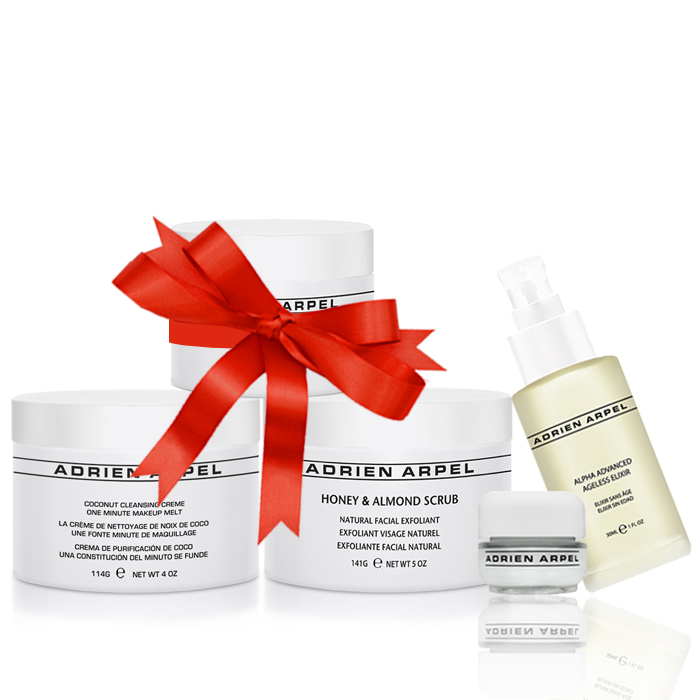 ARPEL
ADRIEN ARPEL
COCONUT CLEANSING CREME
ONE MINUTE MAKEUP MELT
LA CRÈME DE NETTOYAGE DE NOIX DE COCO
UNE FONTE MINUTE DE MAQUILLAGE
CREMA DE PURIFICACIÓN DE COCO
UNA CONSTITUCIÓN DEL MINUTO SE FUNDE
114G e NET WT 4 OZ
ADRIEN ARPEL
HONEY & ALMOND SCRUB
NATURAL FACIAL EXFOLIANT
EXFOLIANT VISAGE NATUREL
EXFOLIANTE FACIAL NATURAL
141G e NET WT 5 OZ
ADRIEN ARPEL
ADRIEN ARPEL
ALPHA ADVANCED
AGELESS ELIXIR
ELIXIR SANS ÂGE
ELIXIR SIN EDAD
30ML e 1 FL OZ